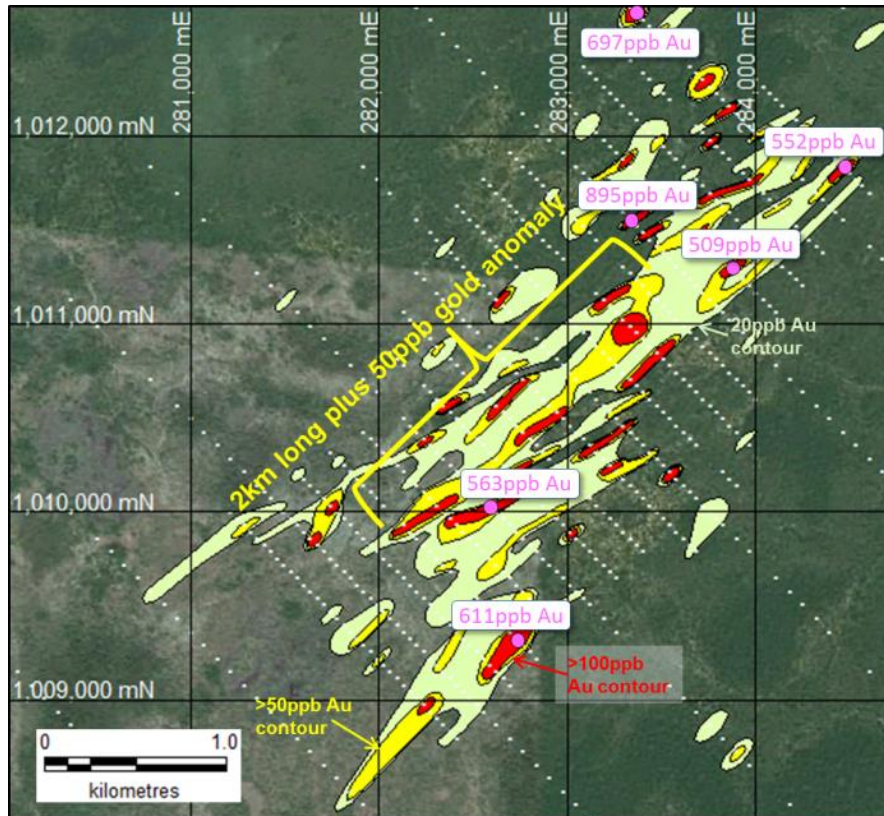 281,000 mE
282,000 mE
283,000 mE
284,000 mE
697ppb Au
1,012,000 mN
552ppb Au
895ppb Au
509ppb Au
2km long plus 50ppb gold anomaly
1,011,000 mN
20ppb Au
contour
563ppb Au
1,010,000 mN
611ppb Au
>100ppb
Au contour
1,009,000 mN
>50ppb Au
contour
0 1.0
kilometres